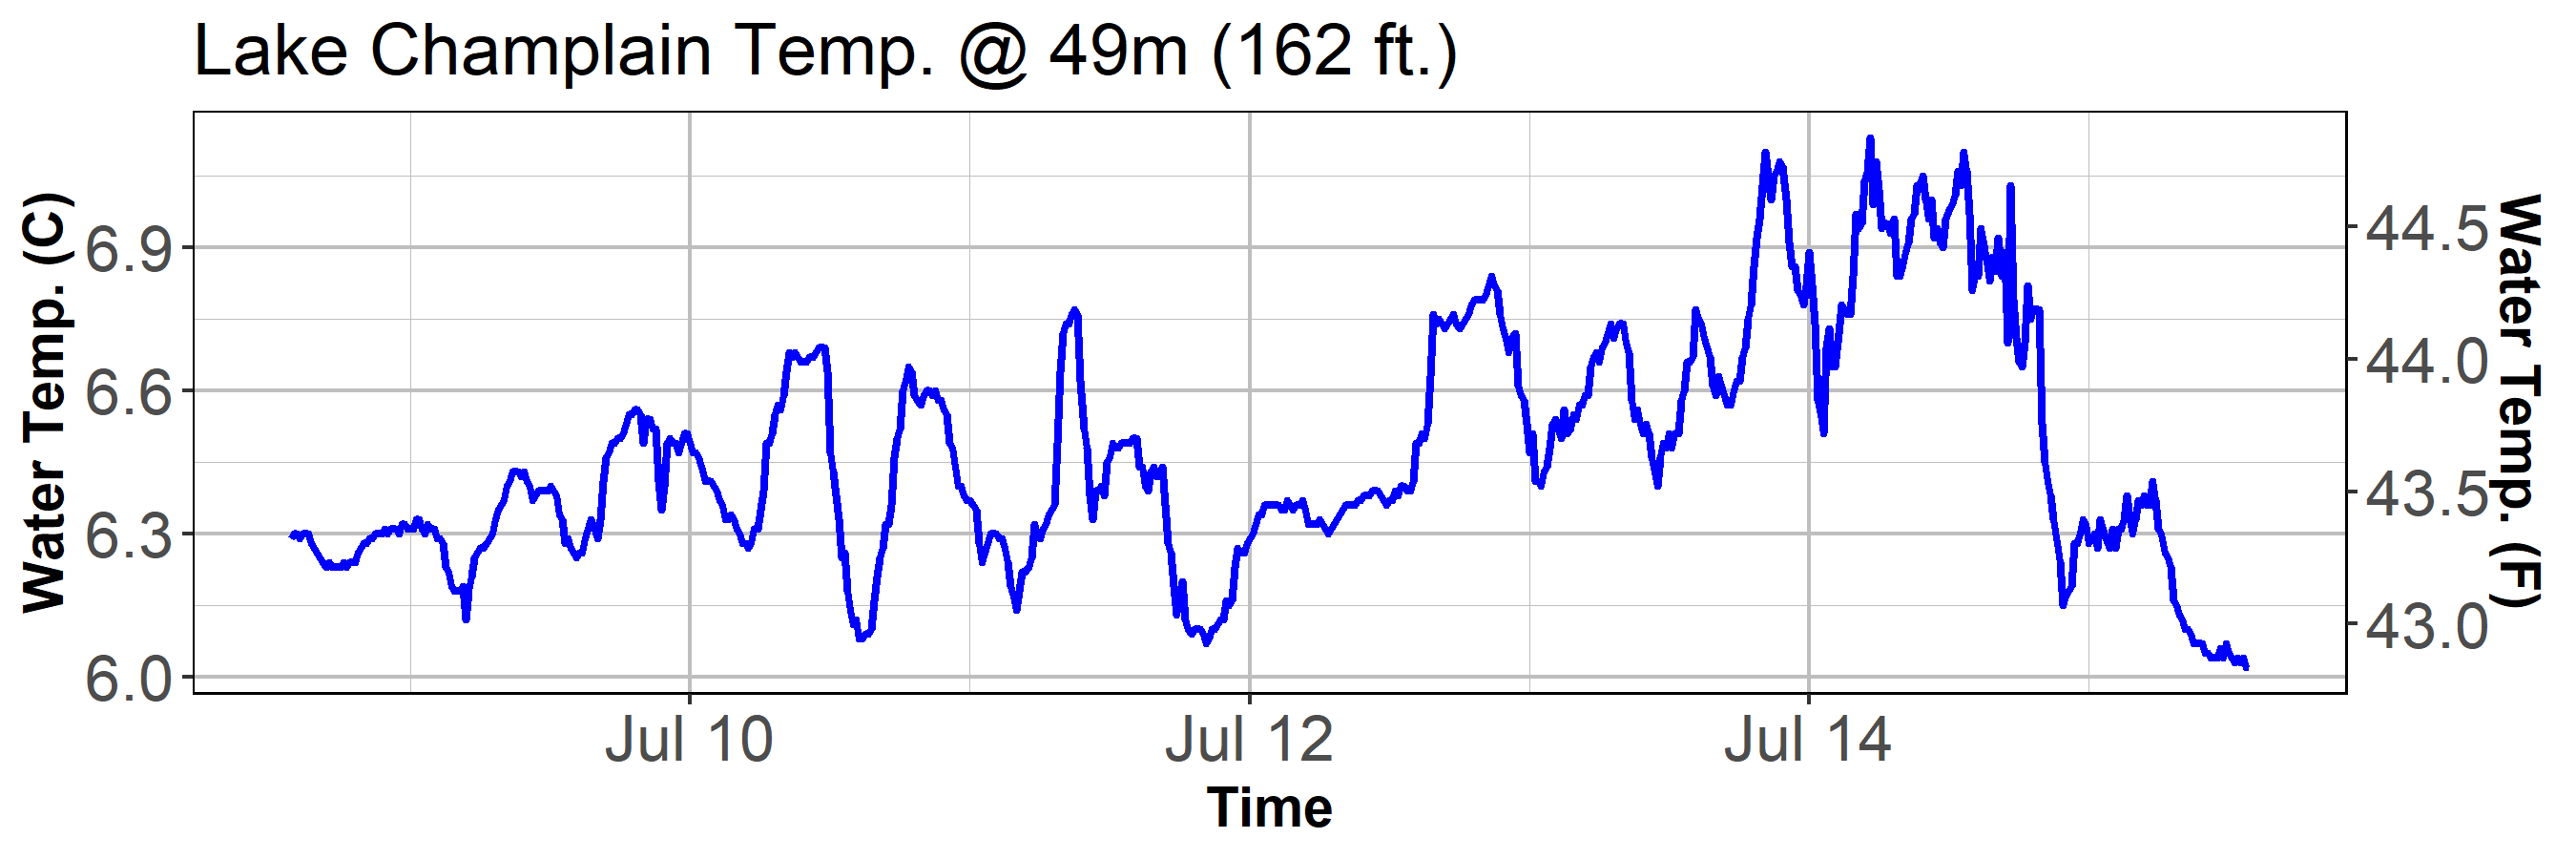 Lake Champlain Temp. @ 49m (162 ft.)
Water Temp. (C)
6.9
6.6
6.3
6.0
44.5
44.0
43.5
43.0
Water Temp. (F)
Jul 10
Jul 12
Jul 14
Time